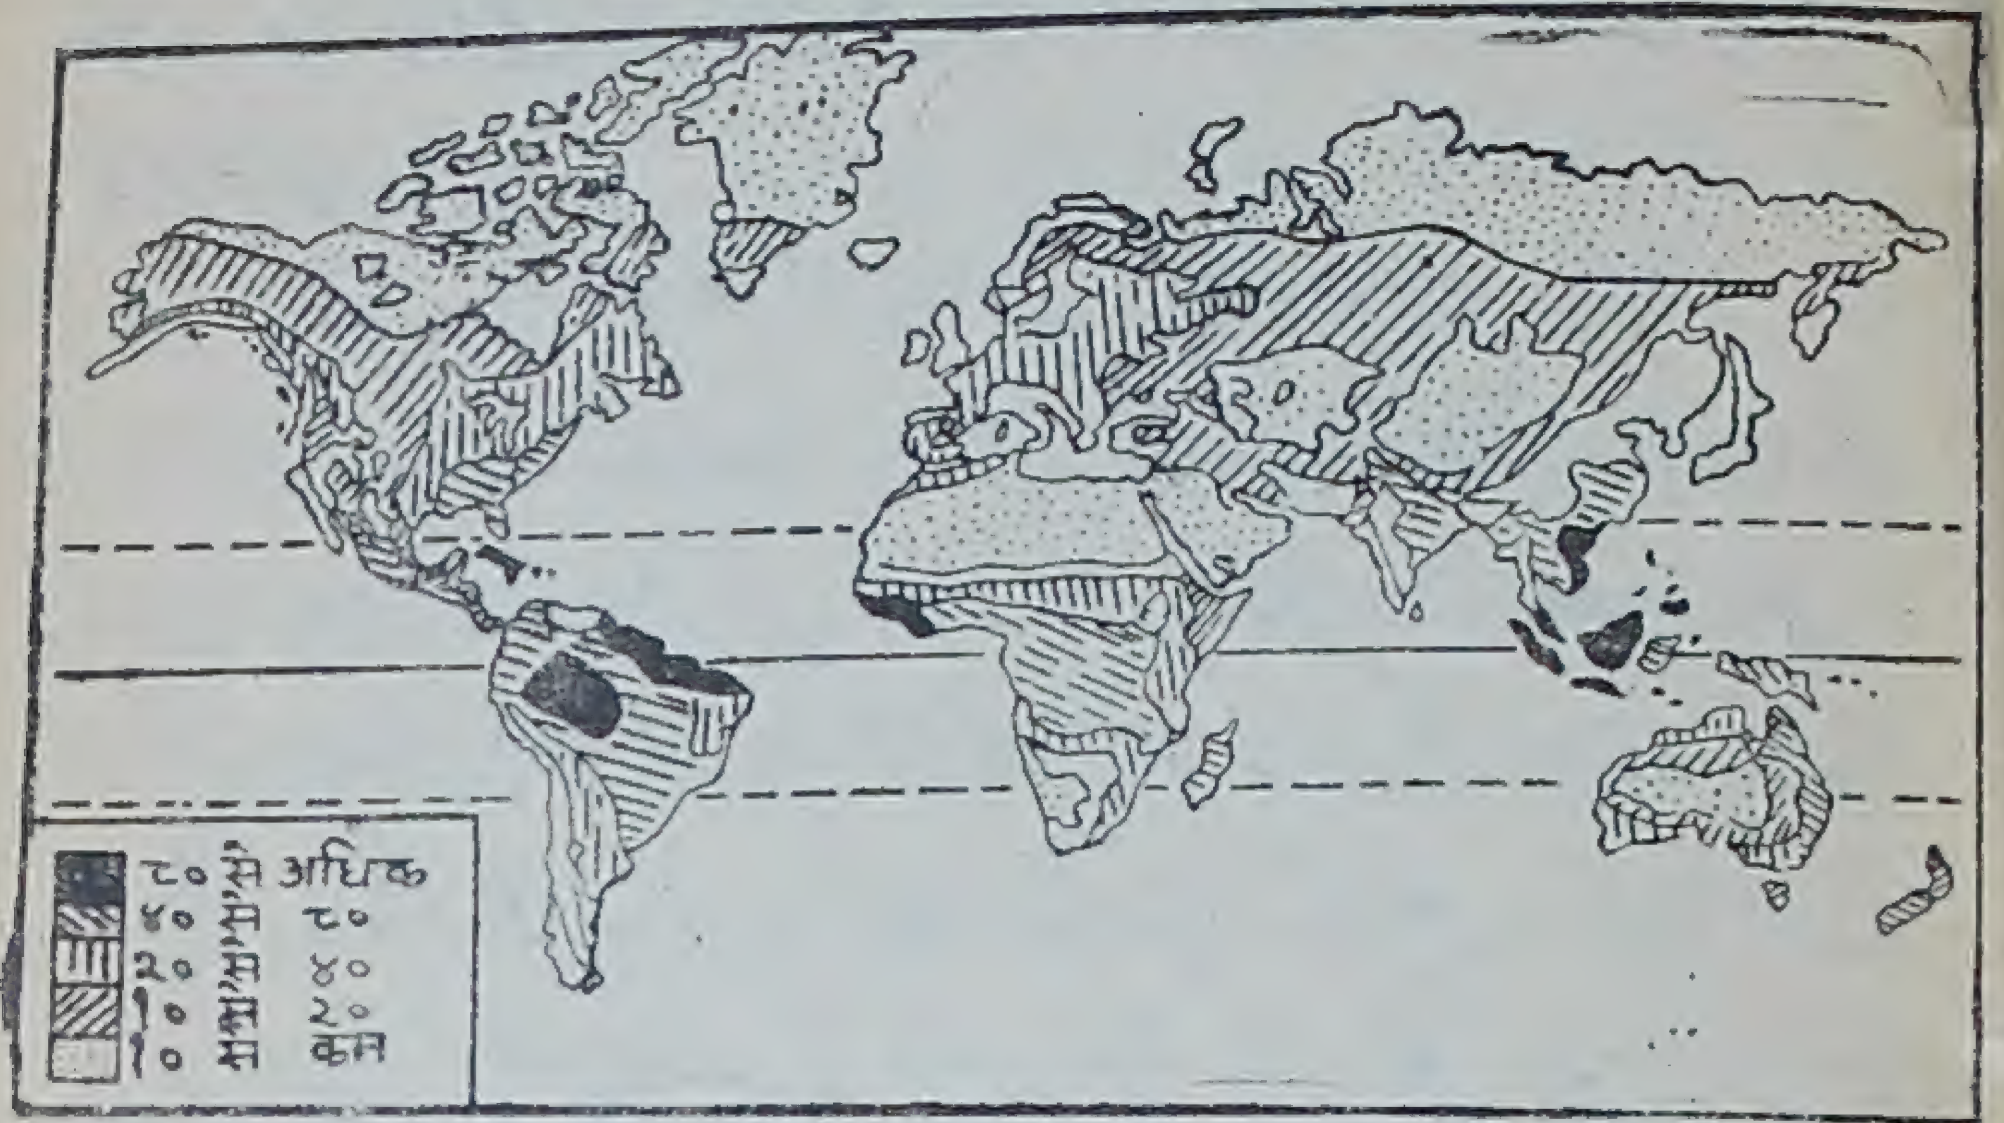 ८० से अधिक
४० से ८०
२० से ४०
१० से २०
१० से कम